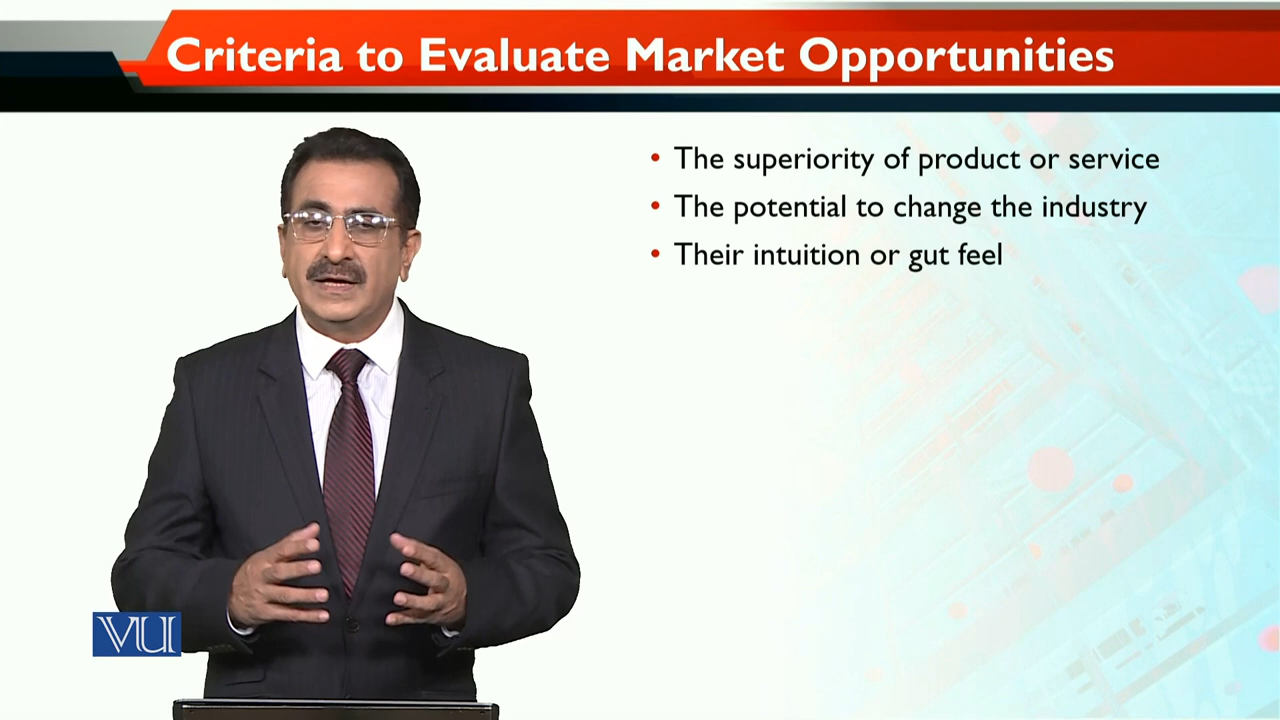 Criteria to Evaluate Market Opportunities
• The superiority of product or service
• The potential to change the industry
• Their intuition or gut feel
VU